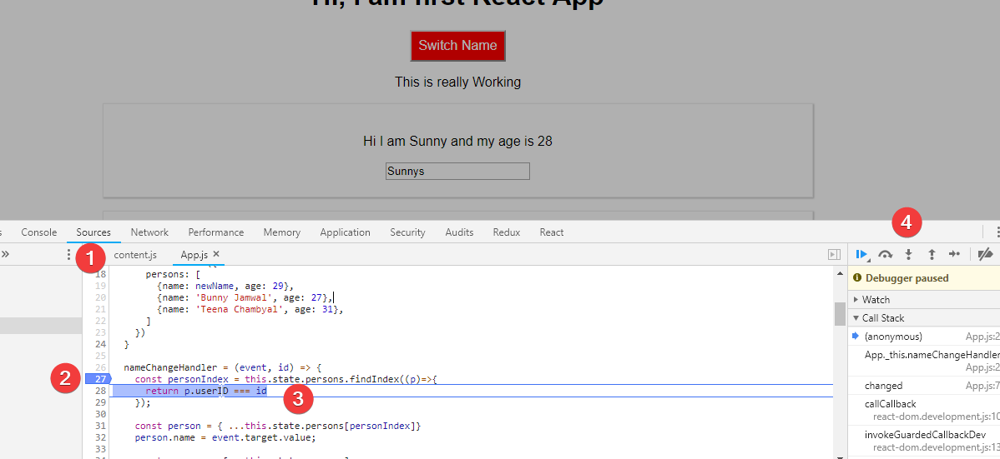 Hi, I am first React App
Switch Name
This is really Working
Hi I am Sunny and my age is 28
Sunnys
4
s Console Sources Network Performance Memory Application Security Audits Redux React
» 1 content.js App.js ×
Debugger paused
Watch
Call Stack
(anonymous) App.js:2
App._this.nameChangeHandler
App.js:2
changed App.js:7
callCallback
react-dom.development.js:10
invokeGuardedCallbackDev
react-dom.development.js:13
18 persons: [
19 {name: newName, age: 29},
20 {name: 'Bunny Jamwal', age: 27},
21 {name: 'Teena Chambyal', age: 31},
22 ]
23 })
24 }
25
26 nameChangeHandler = (event, id) => {
2 27 const personIndex = this.state.persons.findIndex((p)=>{
28 return p.userID === id 3
29 });
30
31 const person = { ...this.state.persons[personIndex]}
32 person.name = event.target.value;
33